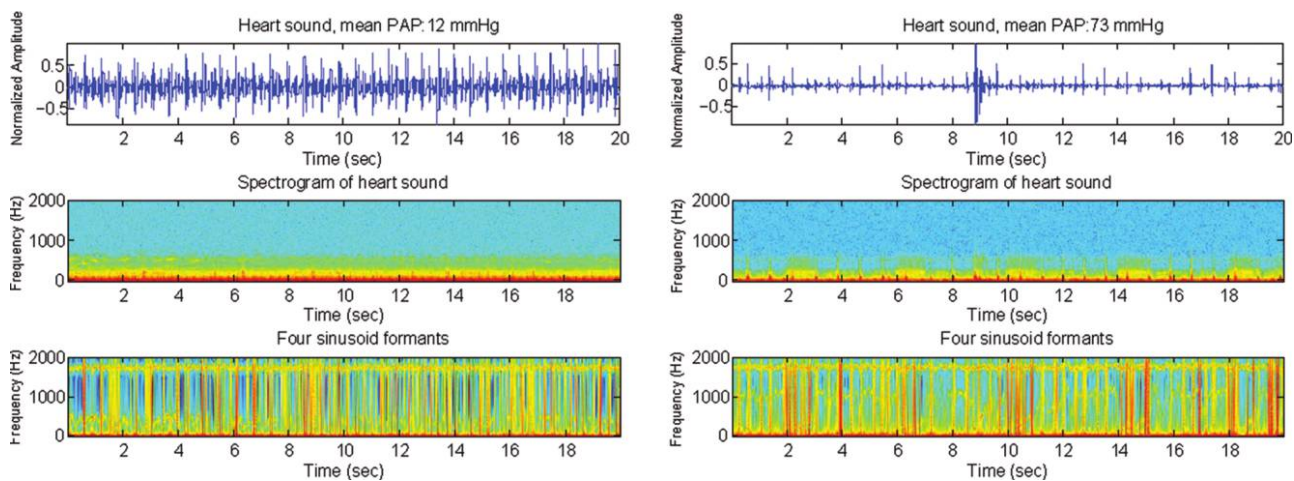 Heart sound, mean PAP: 12 mmHg
Normalized Amplitude
0.5
0
−0.5
2 4 6 8 10 12 14 16 18 20
Time (sec)
Spectrogram of heart sound
Frequency (Hz)
2000
1000
0
2 4 6 8 10 12 14 16 18
Time (sec)
Four sinusoid formants
Frequency (Hz)
2000
1000
0
2 4 6 8 10 12 14 16 18
Time (sec)
Heart sound, mean PAP:73 mmHg
Normalized Amplitude
0.5
0
−0.5
2 4 6 8 10 12 14 16 18 20
Time (sec)
Spectrogram of heart sound
Frequency (Hz)
2000
1000
0
2 4 6 8 10 12 14 16 18
Time (sec)
Four sinusoid formants
Frequency (Hz)
2000
1000
0
2 4 6 8 10 12 14 16 18
Time (sec)